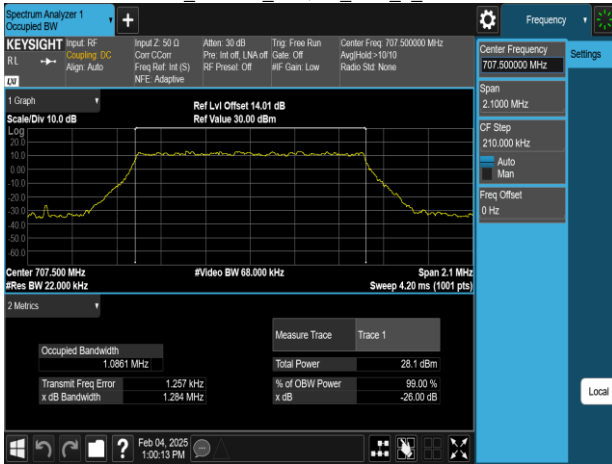 Spectrum Analyzer 1
Occupied BW
Frequency
KEYSIGHT
RL
LXI
Input: RF
Coupling: DC
Align: Auto
Input Z: 50 Ω
Corr CCorr
Freq Ref: Int (S)
NFE: Adaptive
Atten: 30 dB
Pre: Int off, LNA off
RF Presel: Off
Trig: Free Run
Gate: Off
#IF Gain: Low
Center Freq: 707.500000 MHz
Avg|Hold:>10/10
Radio Std: None
1 Graph
Scale/Div 10.0 dB
Ref Lvl Offset 14.01 dB
Ref Value 30.00 dBm
Log
20.0
10.0
0.00
-10.0
-20.0
-30.0
-40.0
-50.0
-60.0
Center 707.500 MHz
#Res BW 22.000 kHz
#Video BW 68.000 kHz
Span 2.1 MHz
Sweep 4.20 ms (1001 pts)
2 Metrics
Measure Trace Trace 1
Occupied Bandwidth
1.0861 MHz
Total Power 28.1 dBm
Transmit Freq Error 1.257 kHz
x dB Bandwidth 1.284 MHz
% of OBW Power 99.00 %
x dB -26.00 dB
Center Frequency
707.500000 MHz
Settings
Span
2.1000 MHz
CF Step
210.000 kHz
Auto
Man
Freq Offset
0 Hz
Local
?
Feb 04, 2025
1:00:13 PM